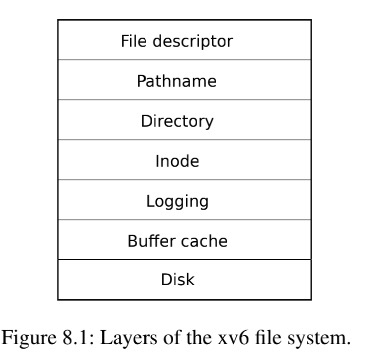 File descriptor
Pathname
Directory
Inode
Logging
Buffer cache
Disk
Figure 8.1: Layers of the xv6 file system.